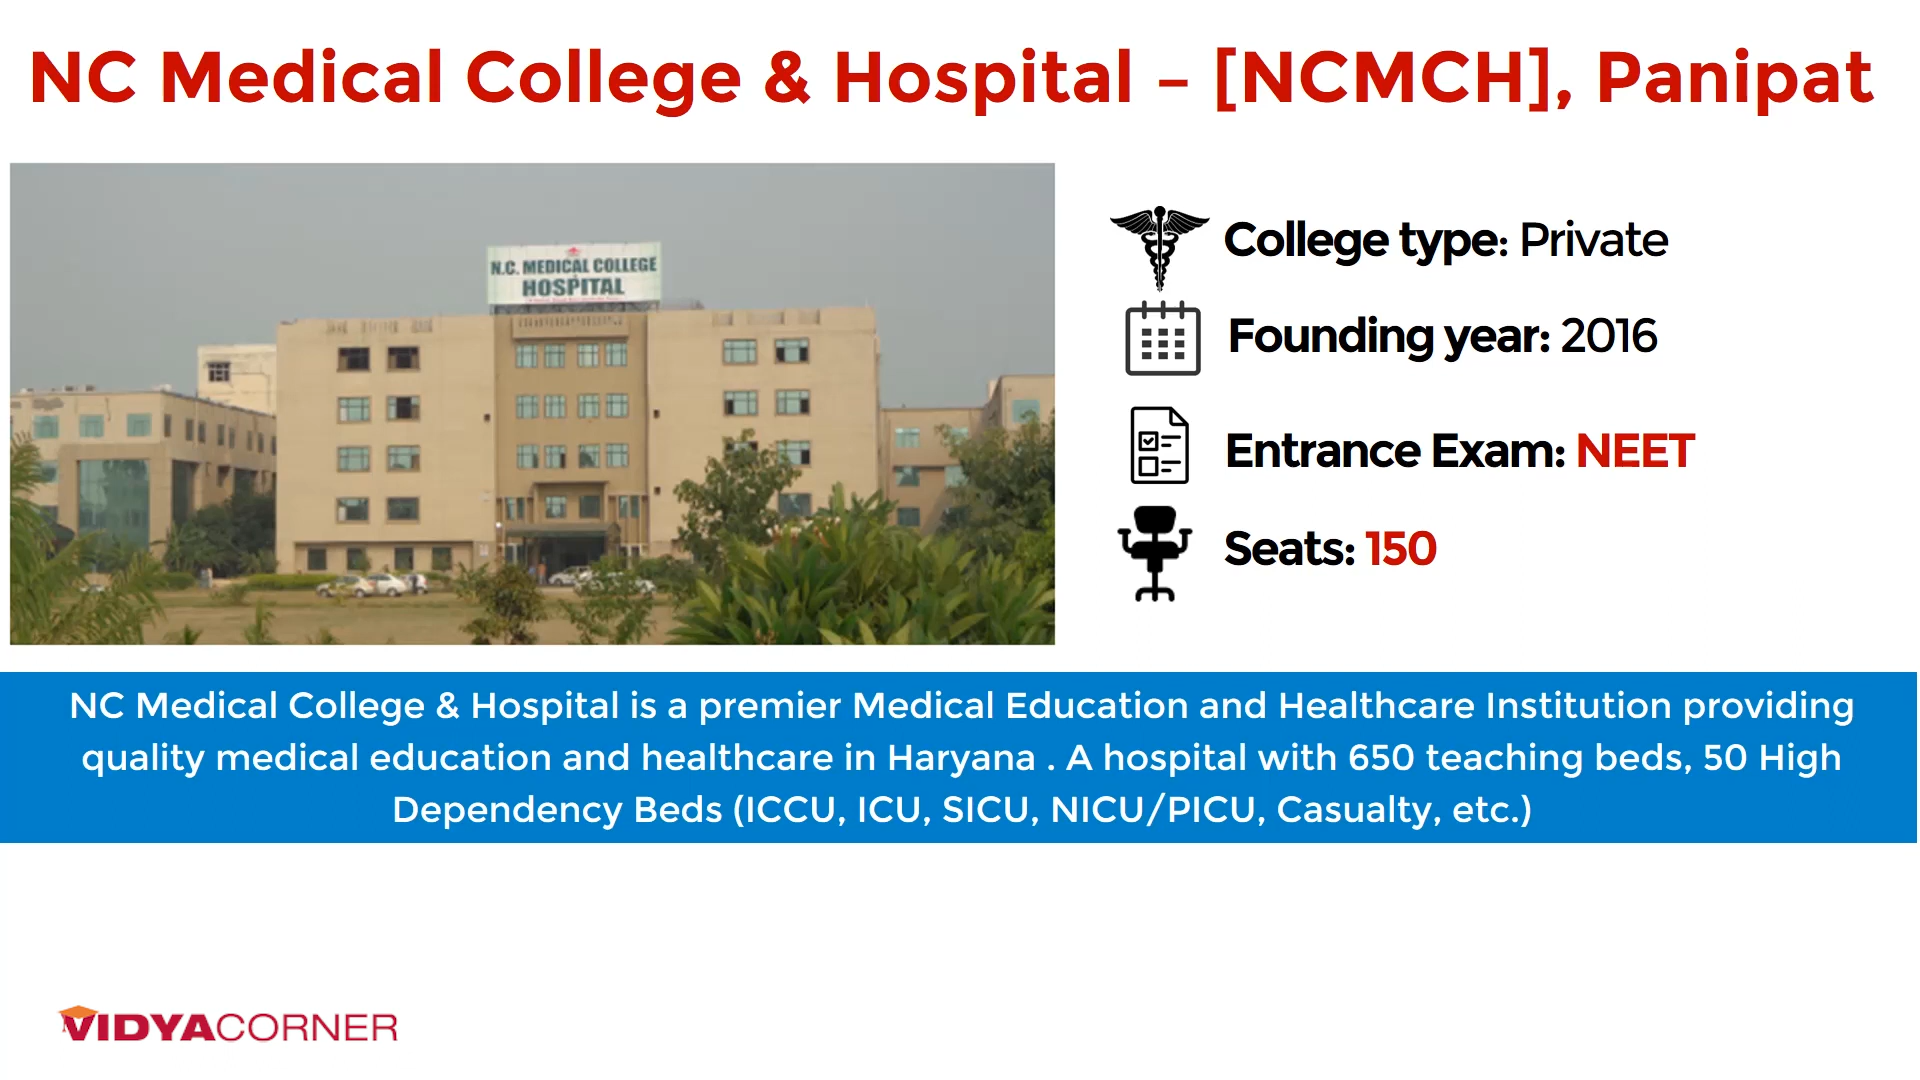 NC Medical College & Hospital – [NCMCH], Panipat
N.C. MEDICAL COLLEGE
HOSPITAL
College type: Private
Founding year: 2016
Entrance Exam: NEET
Seats: 150
NC Medical College & Hospital is a premier Medical Education and Healthcare Institution providing
quality medical education and healthcare in Haryana . A hospital with 650 teaching beds, 50 High
Dependency Beds (ICCU, ICU, SICU, NICU/PICU, Casualty, etc.)
VIDYACORNER